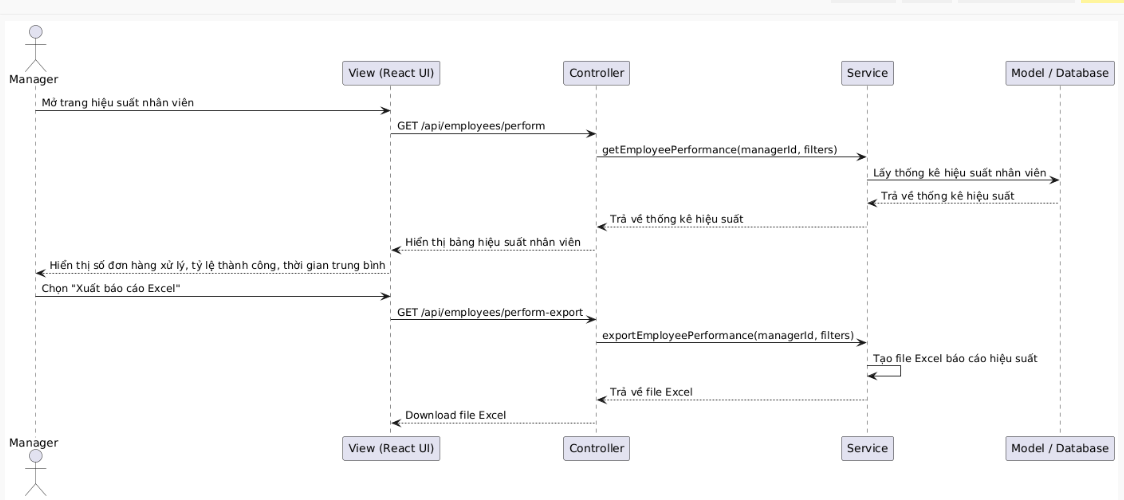 Manager
View (React UI)
Controller
Service
Model / Database
Mở trang hiệu suất nhân viên
GET /api/employees/perform
getEmployeePerformance(managerId, filters)
Lấy thống kê hiệu suất nhân viên
Trả về thống kê hiệu suất
Trả về thống kê hiệu suất
Hiển thị bảng hiệu suất nhân viên
Hiển thị số đơn hàng xử lý, tỷ lệ thành công, thời gian trung bình
Chọn "Xuất báo cáo Excel"
GET /api/employees/perform-export
exportEmployeePerformance(managerId, filters)
Tạo file Excel báo cáo hiệu suất
Trả về file Excel
Download file Excel
Manager
View (React UI)
Controller
Service
Model / Database